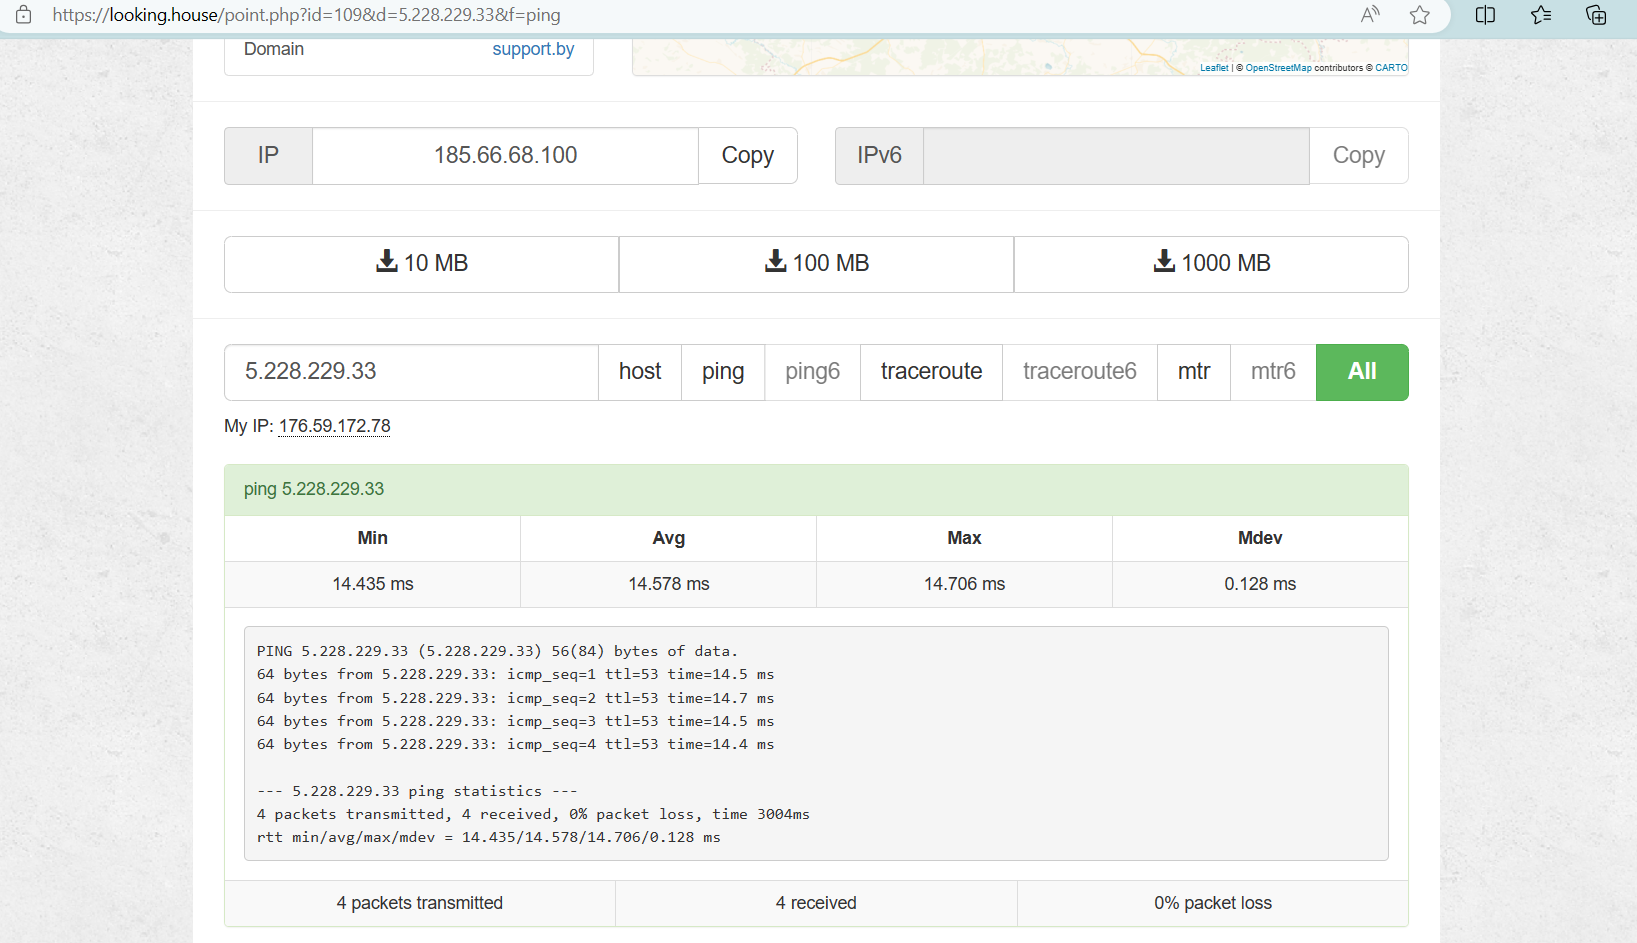 https://looking.house/point.php?id=109&d=5.228.229.33&f=ping
Domain support.by
Leaflet | © OpenStreetMap contributors © CARTO
IP 185.66.68.100 Copy IPv6 Copy
10 MB 100 MB 1000 MB
5.228.229.33 host ping ping6 traceroute traceroute6 mtr mtr6 All
My IP: 176.59.172.78
ping 5.228.229.33
Min Avg Max Mdev
14.435 ms 14.578 ms 14.706 ms 0.128 ms
PING 5.228.229.33 (5.228.229.33) 56(84) bytes of data.
64 bytes from 5.228.229.33: icmp_seq=1 ttl=53 time=14.5 ms
64 bytes from 5.228.229.33: icmp_seq=2 ttl=53 time=14.7 ms
64 bytes from 5.228.229.33: icmp_seq=3 ttl=53 time=14.5 ms
64 bytes from 5.228.229.33: icmp_seq=4 ttl=53 time=14.4 ms
--- 5.228.229.33 ping statistics ---
4 packets transmitted, 4 received, 0% packet loss, time 3004ms
rtt min/avg/max/mdev = 14.435/14.578/14.706/0.128 ms
4 packets transmitted 4 received 0% packet loss